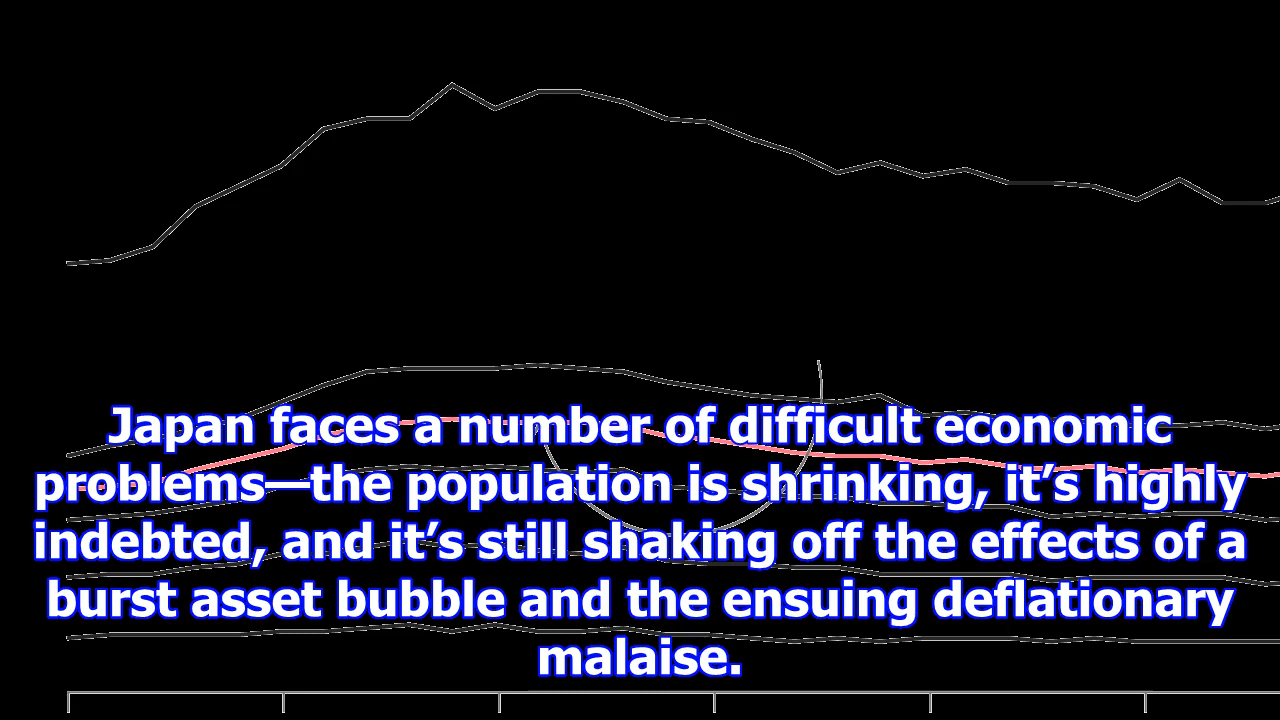 Japan faces a number of difficult economic
problems—the population is shrinking, it’s highly
indebted, and it’s still shaking off the effects of a
burst asset bubble and the ensuing deflationary
malaise.